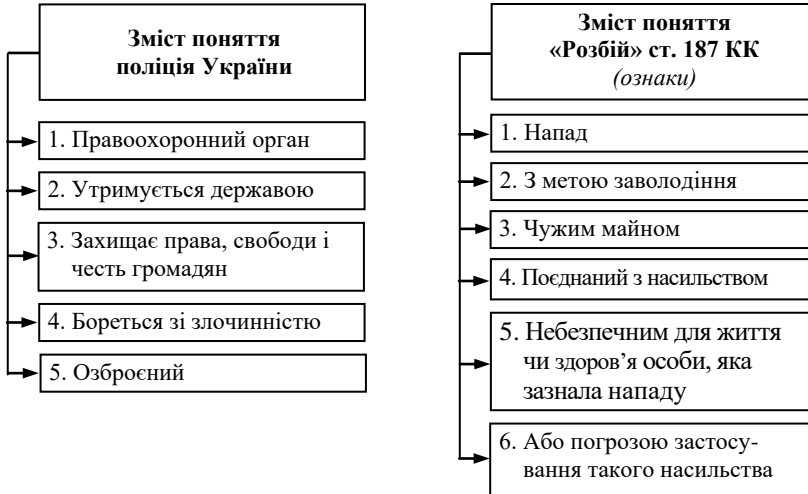 Зміст поняття
поліція України
1. Правоохоронний орган
2. Утримується державою
3. Захищає права, свободи і
честь громадян
4. Бореться зі злочинністю
5. Озброєний
Зміст поняття
«Розбій» ст. 187 КК
(ознаки)
1. Напад
2. З метою заволодіння
3. Чужим майном
4. Поєднаний з насильством
5. Небезпечним для життя
чи здоров’я особи, яка
зазнала нападу
6. Або погрозою застосу-
вання такого насильства